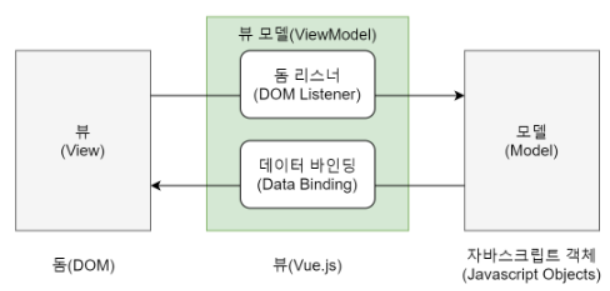 뷰 모델(ViewModel)
돔 리스너
(DOM Listener)
뷰
(View)
모델
(Model)
데이터 바인딩
(Data Binding)
돔(DOM)
뷰(Vue.js)
자바스크립트 객체
(Javascript Objects)